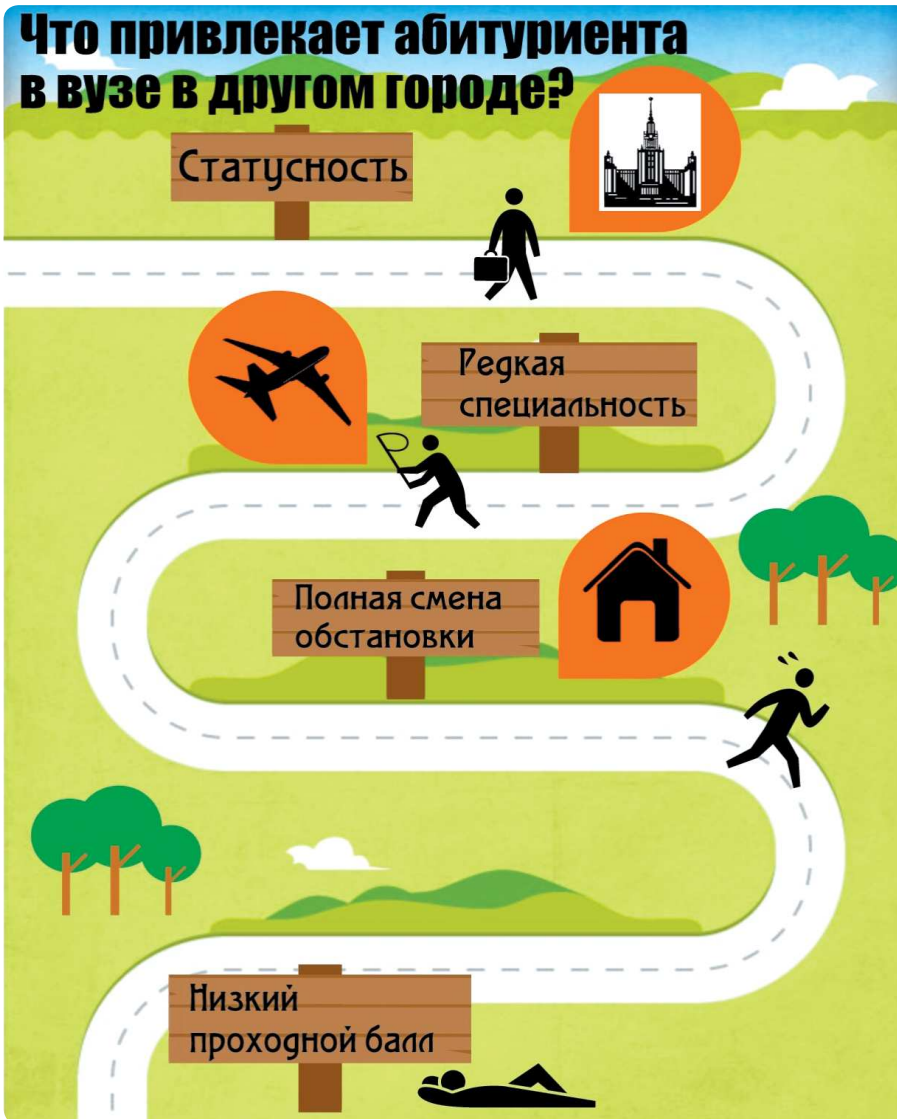 Что привлекает абитуриента
в вузе в другом городе?
Статусность
Редкая
специальность
Полная смена
обстановки
Низкий
проходной балл